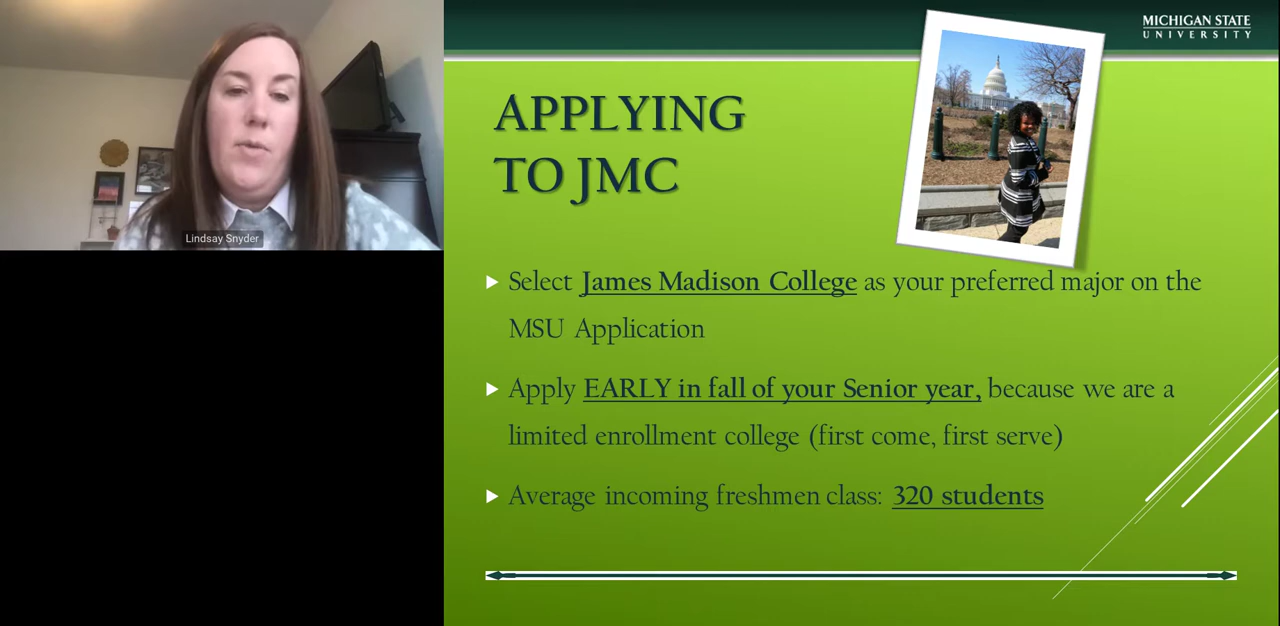 Lindsay Snyder
MICHIGAN STATE
UNIVERSITY
APPLYING
TO JMC
Select James Madison College as your preferred major on the
MSU Application
Apply EARLY in fall of your Senior year, because we are a
limited enrollment college (first come, first serve)
Average incoming freshmen class: 320 students